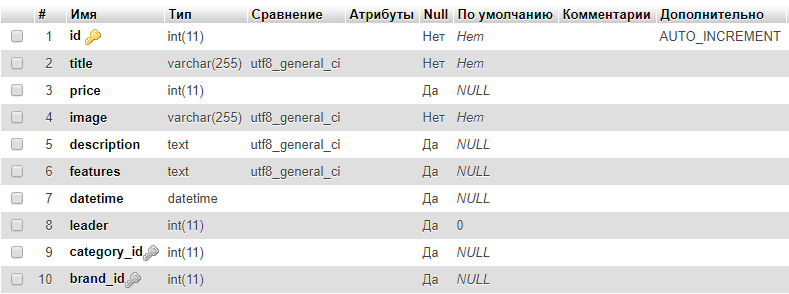 # Имя Тип Сравнение Атрибуты Null По умолчанию Комментарии Дополнительно
1 id int(11) Нет Нет AUTO_INCREMENT
2 title varchar(255) utf8_general_ci Нет Нет
3 price int(11) Да NULL
4 image varchar(255) utf8_general_ci Нет Нет
5 description text utf8_general_ci Да NULL
6 features text utf8_general_ci Да NULL
7 datetime datetime Да NULL
8 leader int(11) Да 0
9 category_id int(11) Да NULL
10 brand_id int(11) Да NULL